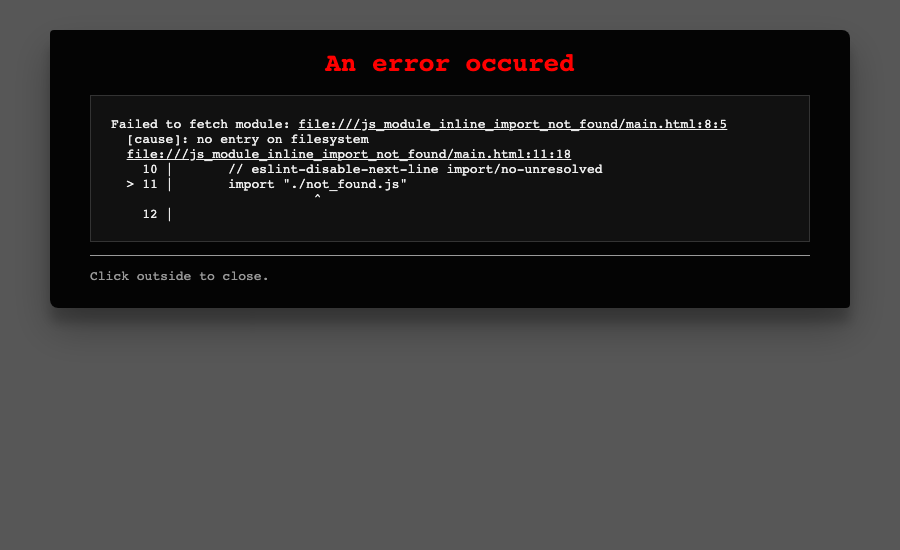 An error occured
Failed to fetch module: file:///js_module_inline_import_not_found/main.html:8:5
  [cause]: no entry on filesystem
  file:///js_module_inline_import_not_found/main.html:11:18
    10 |       // eslint-disable-next-line import/no-unresolved
  > 11 |       import "./not_found.js"
                          ^
    12 |
Click outside to close.